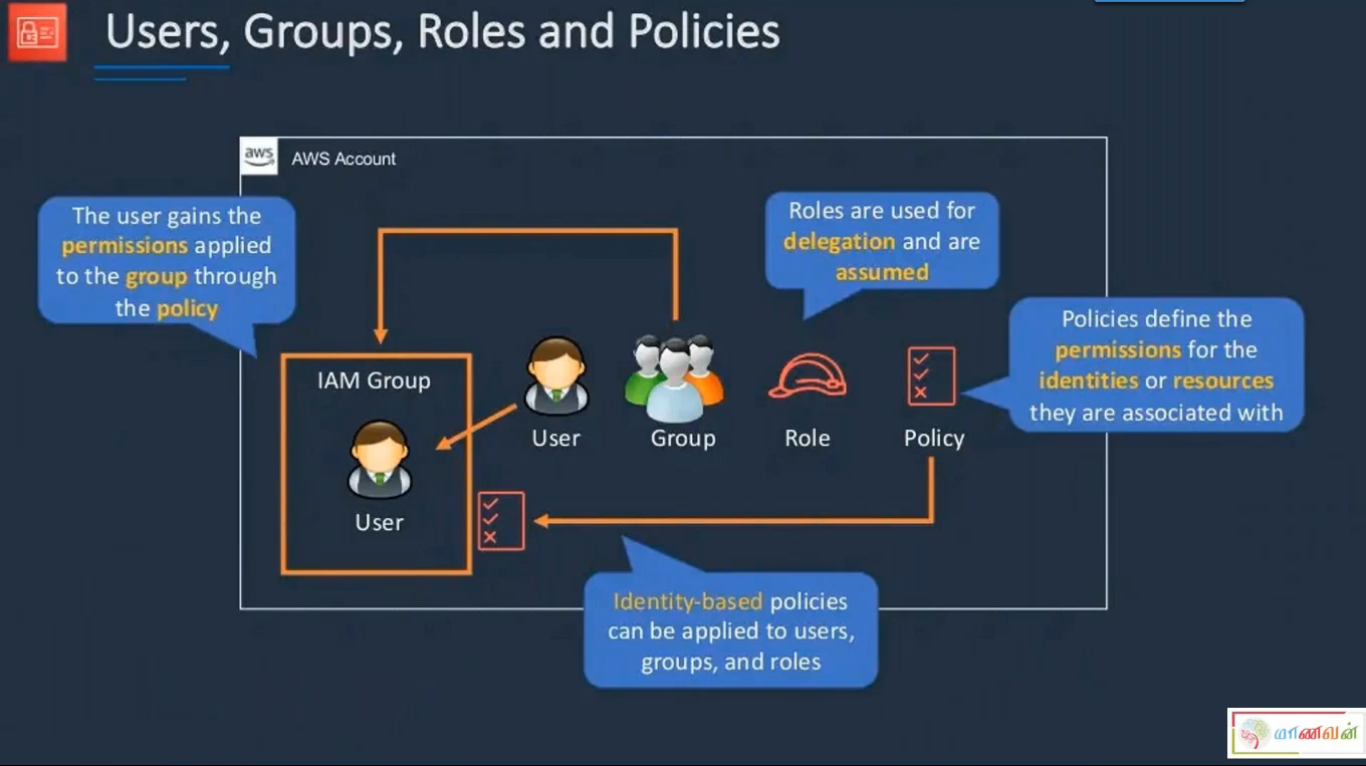 Users, Groups, Roles and Policies
aws
AWS Account
The user gains the
permissions applied
to the group through
the policy
Roles are used for
delegation and are
assumed
Policies define the
permissions for the
identities or resources
they are associated with
IAM Group
User
User
Group
Role
Policy
Identity-based policies
can be applied to users,
groups, and roles
மாணவன்